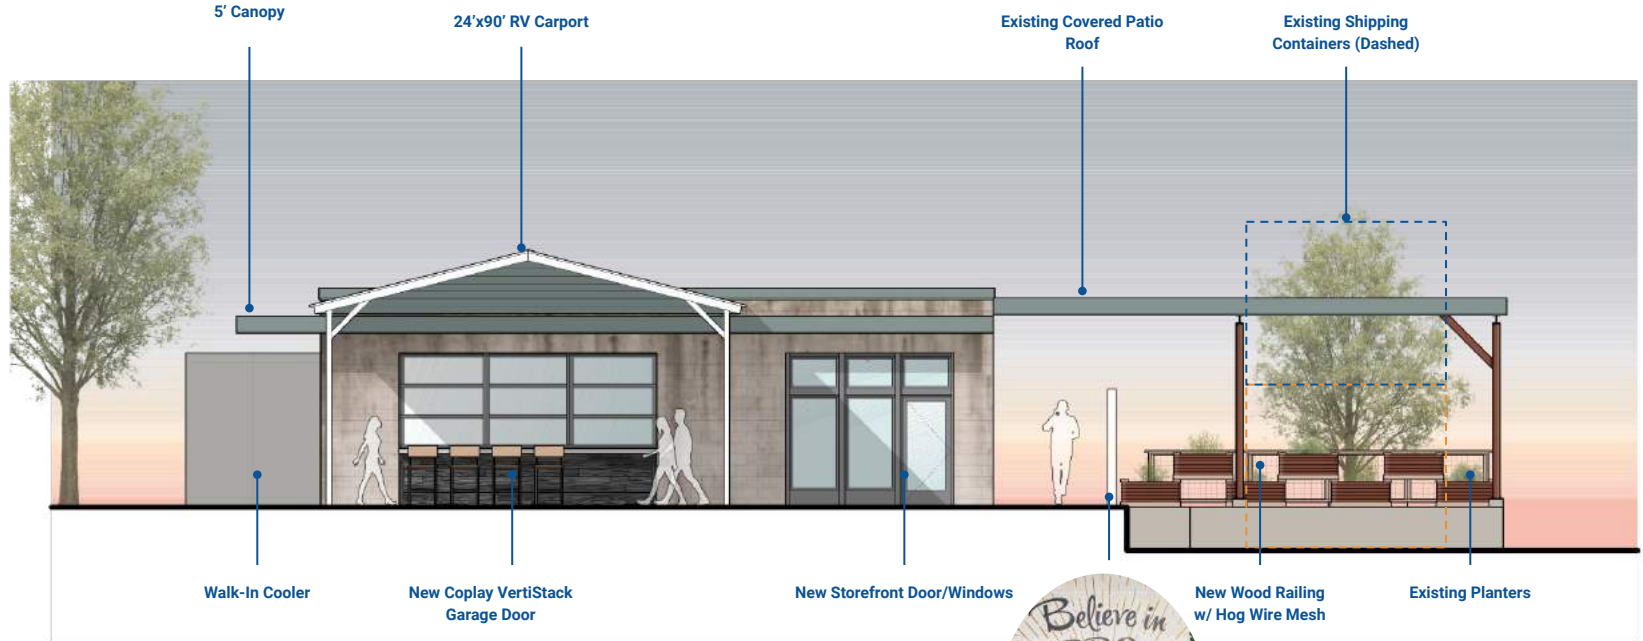 5’ Canopy
24’x90’ RV Carport
Existing Covered Patio
Roof
Existing Shipping
Containers (Dashed)
Walk-In Cooler
New Coplay VertiStack
Garage Door
New Storefront Door/Windows
Believe in
New Wood Railing
w/ Hog Wire Mesh
Existing Planters